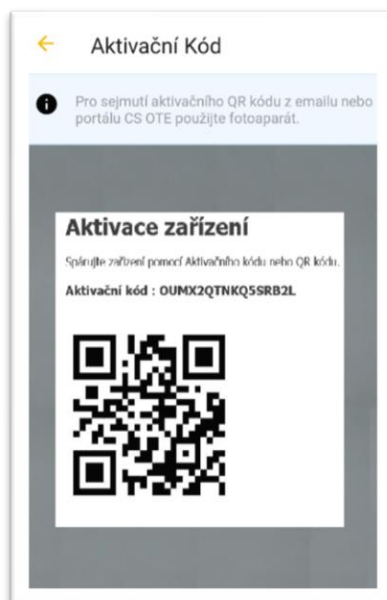 Aktivační Kód
Pro sejmutí aktivačního QR kódu z emailu nebo
portálu CS OTE použijte fotoaparát.
Aktivace zařízení
Spárujte zařízení pomocí Aktivačního kódu nebo QR kódu.
Aktivační kód : OUMX2QTNKQ5SRB2L